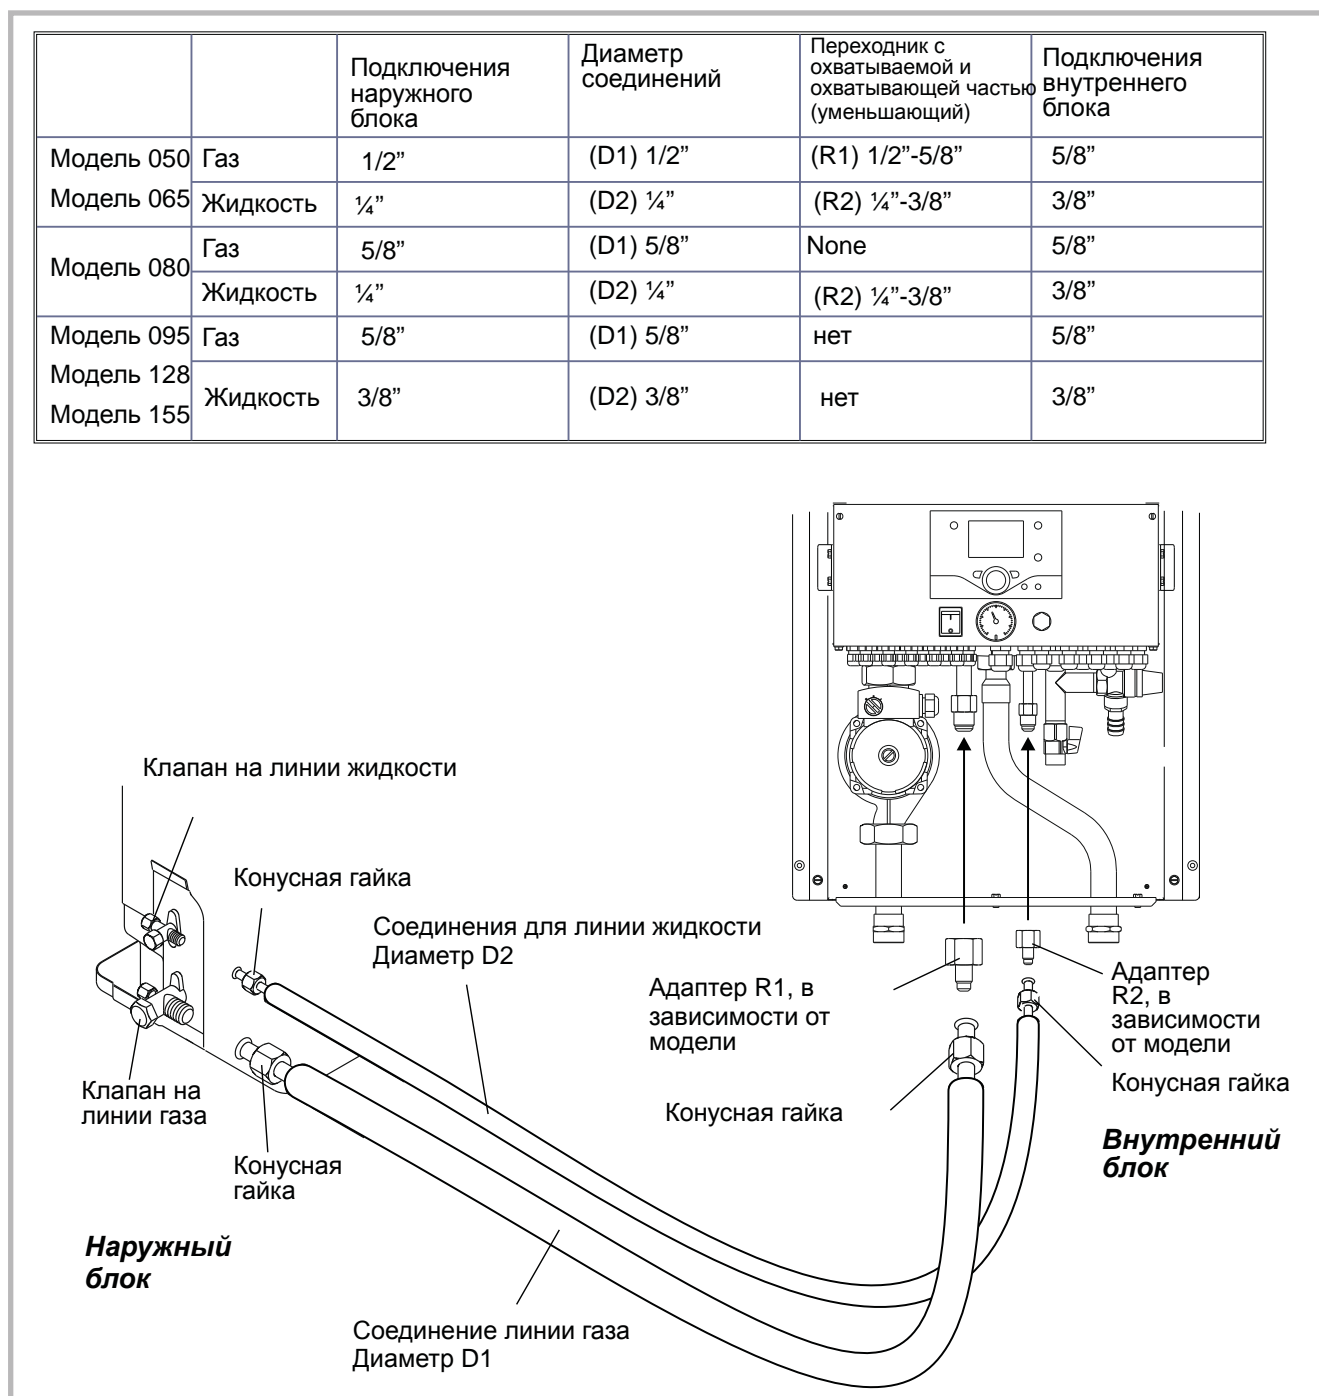 Подключения наружного блока
Диаметр соединений
Переходник с охватываемой и охватывающей частью (уменьшающий)
Подключения внутреннего блока
Модель 050
Модель 065
Газ
1/2”
(D1) 1/2”
(R1) 1/2”-5/8”
5/8”
Жидкость
¼”
(D2) ¼”
(R2) ¼”-3/8”
3/8”
Модель 080
Газ
5/8”
(D1) 5/8”
None
5/8”
Жидкость
¼”
(D2) ¼”
(R2) ¼”-3/8”
3/8”
Модель 095
Модель 128
Модель 155
Газ
5/8”
(D1) 5/8”
нет
5/8”
Жидкость
3/8”
(D2) 3/8”
нет
3/8”
Клапан на линии жидкости
Конусная гайка
Соединения для линии жидкости
Диаметр D2
Адаптер R1, в
зависимости от
модели
Адаптер
R2, в
зависимости
от модели
Конусная гайка
Конусная гайка
Клапан на
линии газа
Конусная
гайка
Внутренний
блок
Наружный
блок
Соединение линии газа
Диаметр D1